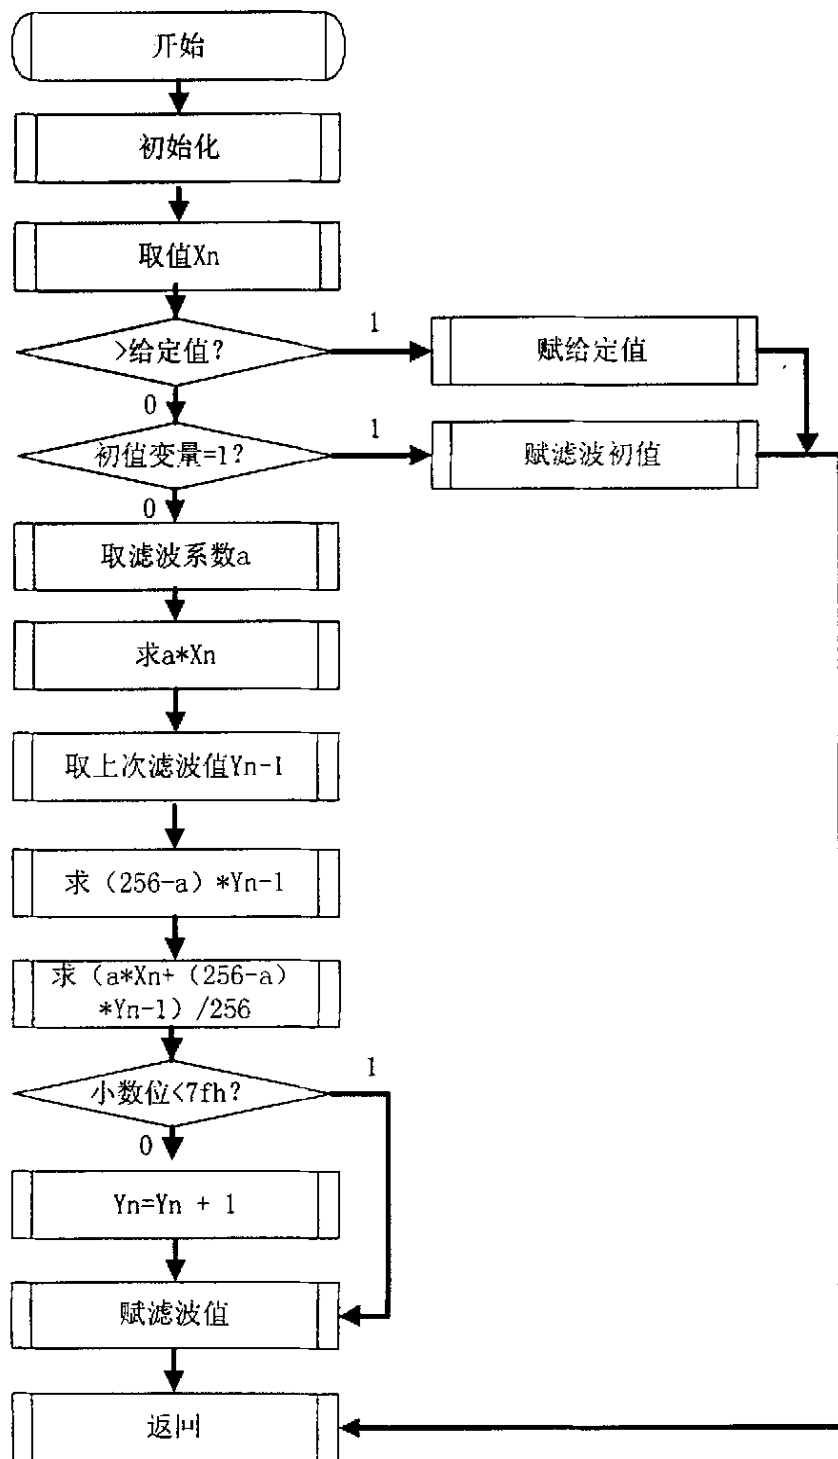 开始
初始化
取值Xn
>给定值?
1
赋给定值
0
初值变量=1?
1
赋滤波初值
0
取滤波系数a
求a*Xn
取上次滤波值Yn-1
求（256-a）*Yn-1
求（a*Xn+（256-a）
*Yn-1）/256
小数位<7fh?
1
0
Yn=Yn + 1
赋滤波值
返回